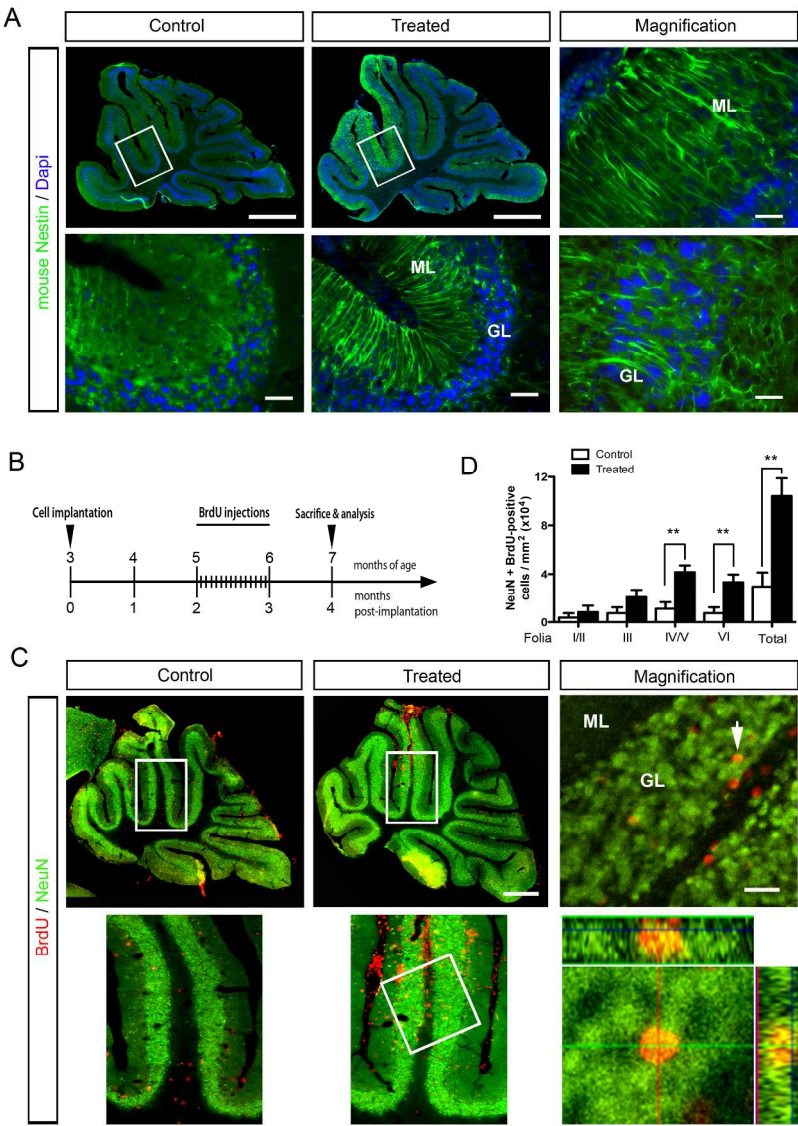 A
Control
Treated
Magnification
mouse Nestin / Dapi
ML
ML
GL
GL
B
Cell implantation
BrdU injections
Sacrifice & analysis
3
4
5
6
7
months of age
0
1
2
3
4
months
post-implantation
D
Control
Treated
NeuN + BrdU-positive
cells / mm² (x10⁴)
12
8
4
0
**
**
**
Folia
I/II
III
IV/V
VI
Total
C
Control
Treated
Magnification
BrdU / NeuN
ML
GL